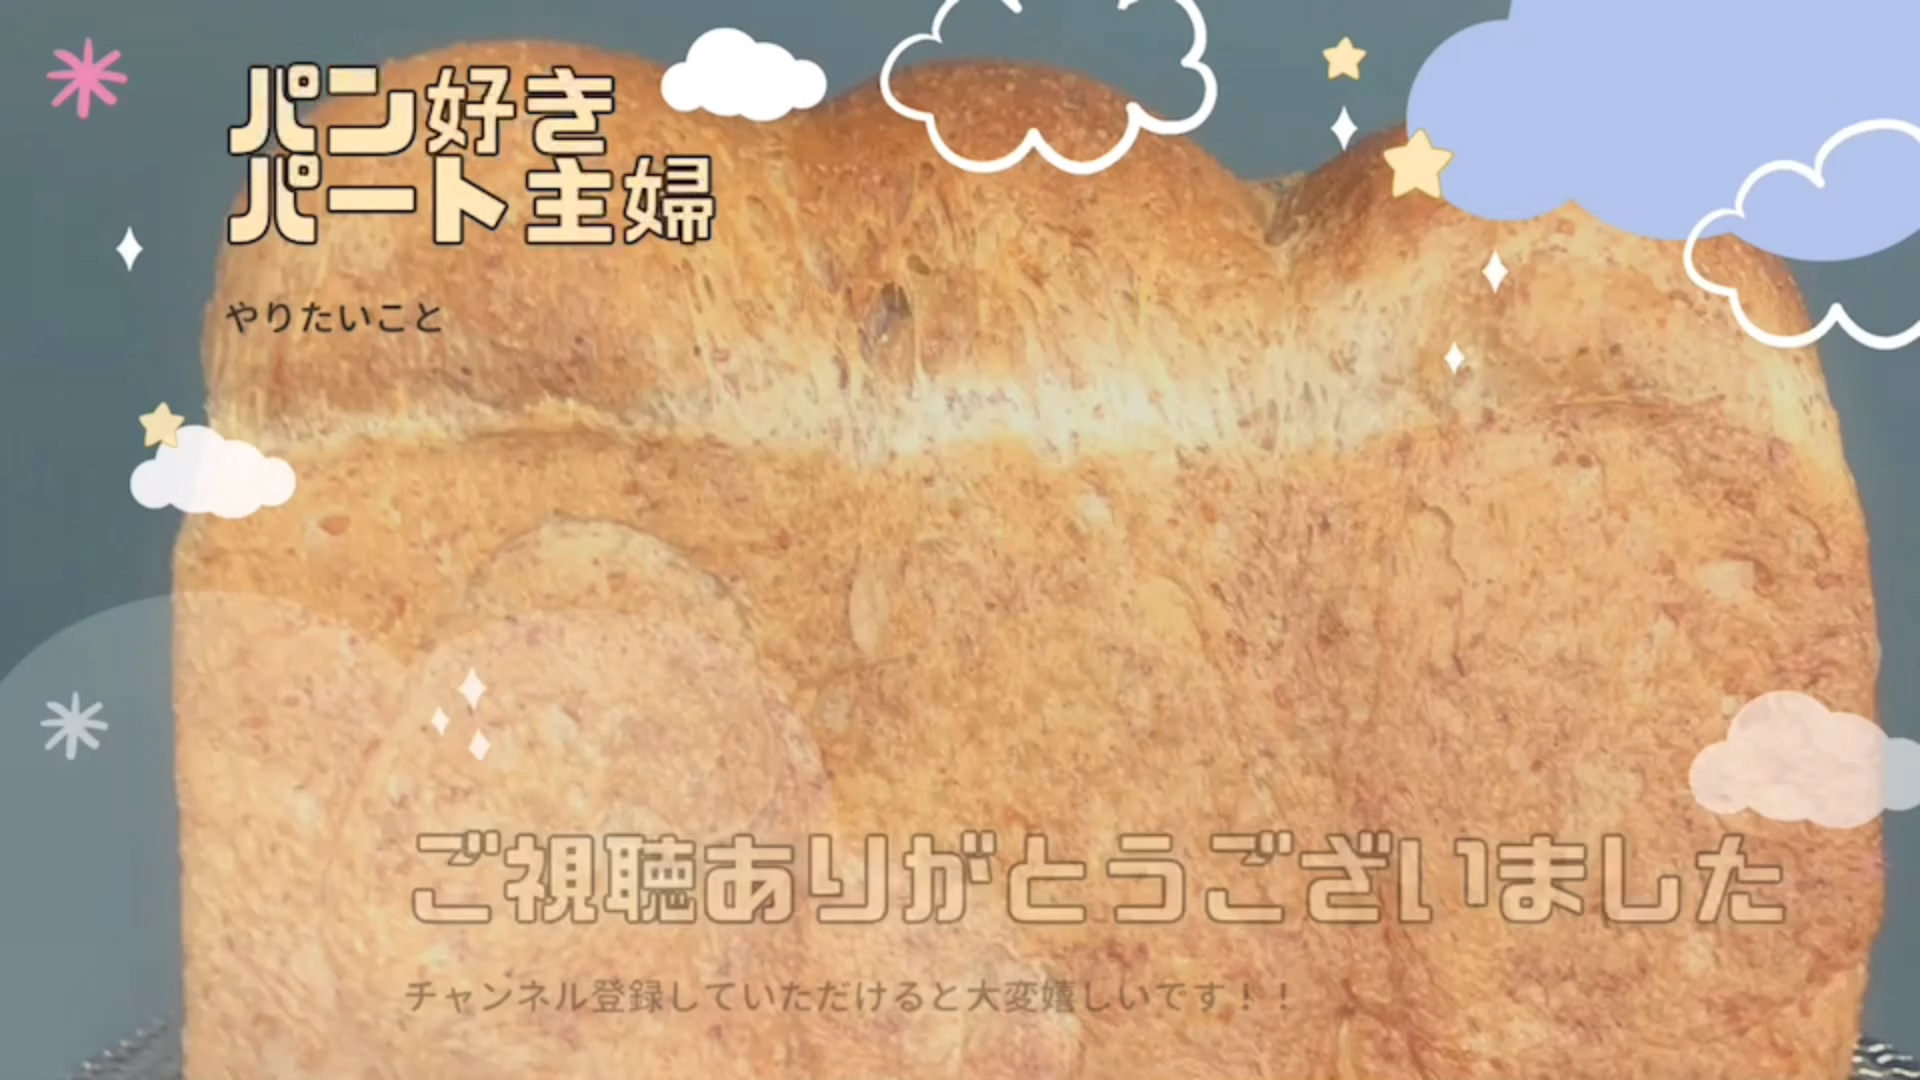 パン好き
パート主婦
やりたいこと
ご視聴ありがとうございました
チャンネル登録していただけると大変嬉しいです！！